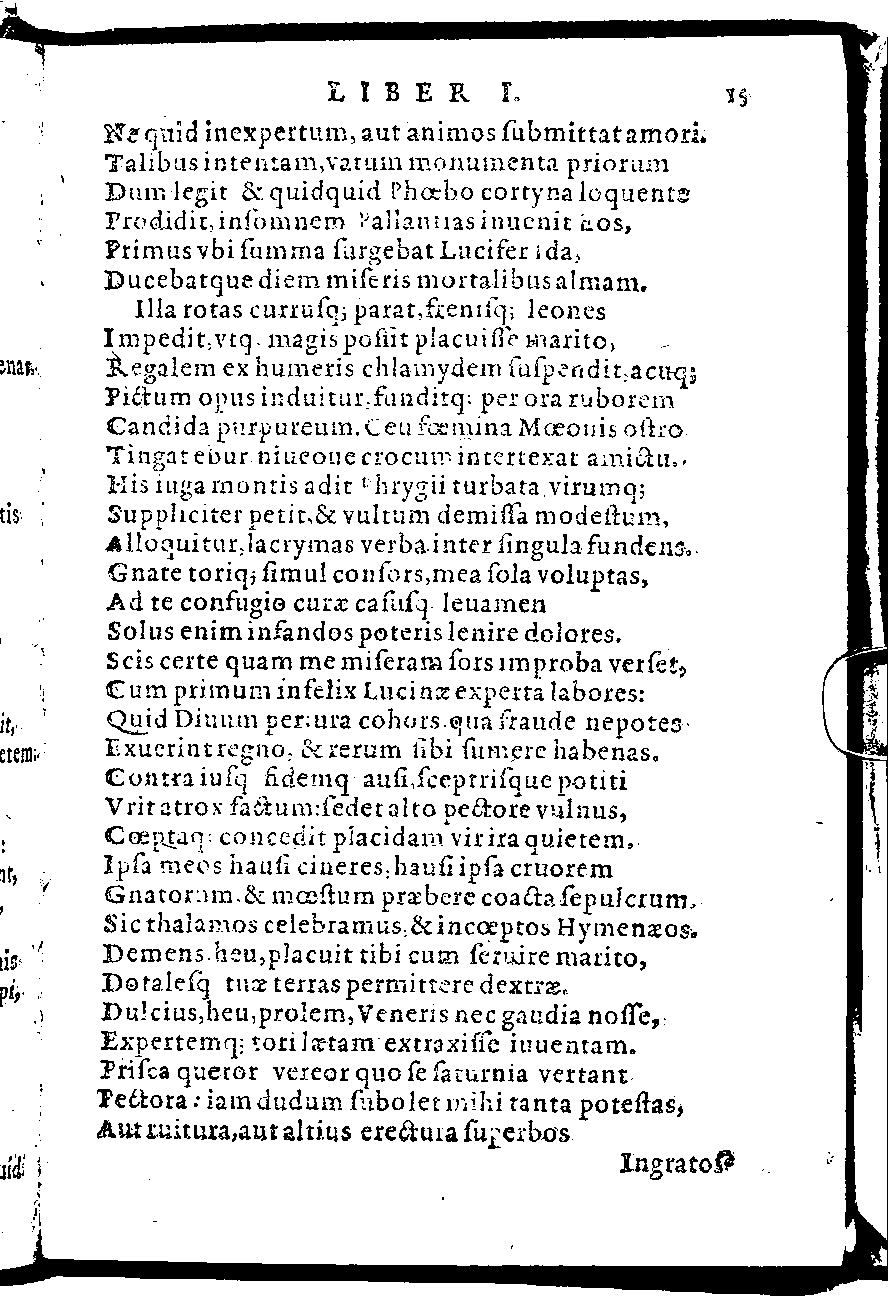 LIBER I. 15
Ne quid inexpertum, aut animos ſubmittat amori.
Talibus intentam, vatum monumenta priorum
Dum legit & quidquid Phœbo cortyna loquente
Prodidit, inſomnem Pallantias inuenit Eos,
Primus vbi ſumma ſurgebat Lucifer ida,
Ducebatque diem miſeris mortalibus almam.
Illa rotas curruſq; parat, freniſq; leones
Impedit, vtq. magis poſſit placuiſſe marito,
Regalem ex humeris chlamydem ſuſpendit, acuq;
Pictum opus induitur, funditq: per ora ruborem
Candida purpureum. Ceu fœmina Mœonis oſtro
Tingat ebur niueoue crocum intertexat amictu.
His iuga montis adit Phrygii turbata, virumq;
Suppliciter petit, & vultum demiſſa modeſtum,
Alloquitur, lacrymas verba inter ſingula fundens.
Gnate toriq; ſimul conſors, mea ſola voluptas,
Ad te confugio curæ caſuſq leuamen
Solus enim infandos poteris lenire dolores.
Scis certe quam me miſeram ſors improba verſet,
Cum primum infelix Lucinæ experta labores:
Quid Diuum periura cohors. qua fraude nepotes
Exuerint regno, & rerum ſibi ſumere habenas.
Contra iuſq fidemq auſi, ſceptriſque potiti
Vrit atrox factum: ſedet alto pectore vulnus,
Cœptaq: concedit placidam vir ira quietem.
Ipſa meos hauſi cineres, hauſi ipſa cruorem
Gnatorum. & mœſtum præbere coacta ſepulcrum.
Sic thalamos celebramus, & incœptos Hymenæos.
Demens. heu, placuit tibi cum ſeruire marito,
Dotaleſq tuæ terras permittere dextræ.
Dulcius, heu, prolem, Veneris nec gaudia noſſe,
Expertemq; tori lætam extraxiſſe iuuentam.
Priſca queror vereor quo ſe ſaturnia vertant
Pectora: iam dudum ſubolet mihi tanta poteſtas,
Aut ruitura, aut altius erectura ſuperbos
Ingratoſ